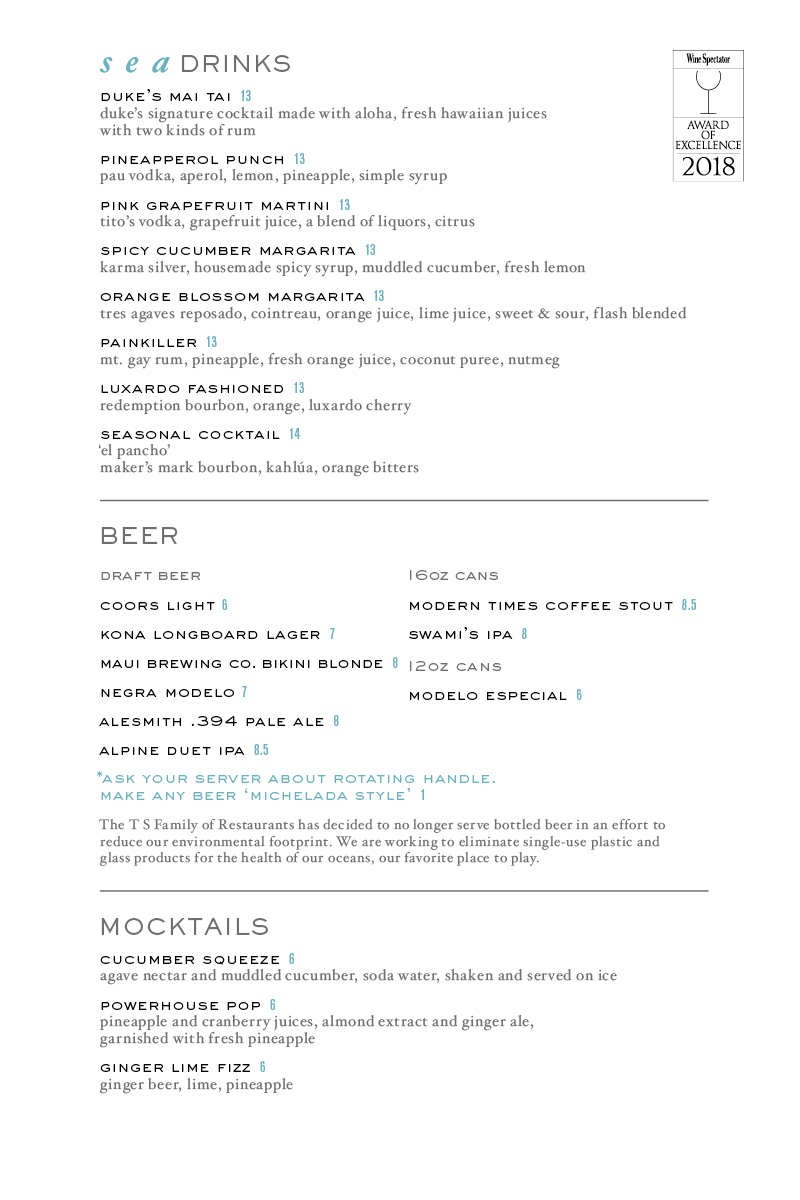 sea DRINKS
Wine Spectator
AWARD
OF
EXCELLENCE
2018
DUKE'S MAI TAI 13
duke's signature cocktail made with aloha, fresh hawaiian juices
with two kinds of rum
PINEAPPEROL PUNCH 13
pau vodka, aperol, lemon, pineapple, simple syrup
PINK GRAPEFRUIT MARTINI 13
tito's vodka, grapefruit juice, a blend of liquors, citrus
SPICY CUCUMBER MARGARITA 13
karma silver, housemade spicy syrup, muddled cucumber, fresh lemon
ORANGE BLOSSOM MARGARITA 13
tres agaves reposado, cointreau, orange juice, lime juice, sweet & sour, flash blended
PAINKILLER 13
mt. gay rum, pineapple, fresh orange juice, coconut puree, nutmeg
LUXARDO FASHIONED 13
redemption bourbon, orange, luxardo cherry
SEASONAL COCKTAIL 14
'el pancho'
maker's mark bourbon, kahlúa, orange bitters
BEER
DRAFT BEER
COORS LIGHT 6
KONA LONGBOARD LAGER 7
MAUI BREWING CO. BIKINI BLONDE 8
NEGRA MODELO 7
ALESMITH .394 PALE ALE 8
ALPINE DUET IPA 8.5
16OZ CANS
MODERN TIMES COFFEE STOUT 8.5
SWAMI'S IPA 8
12OZ CANS
MODELO ESPECIAL 6
*ASK YOUR SERVER ABOUT ROTATING HANDLE.
MAKE ANY BEER 'MICHELADA STYLE' 1
The T S Family of Restaurants has decided to no longer serve bottled beer in an effort to
reduce our environmental footprint. We are working to eliminate single-use plastic and
glass products for the health of our oceans, our favorite place to play.
MOCKTAILS
CUCUMBER SQUEEZE 6
agave nectar and muddled cucumber, soda water, shaken and served on ice
POWERHOUSE POP 6
pineapple and cranberry juices, almond extract and ginger ale,
garnished with fresh pineapple
GINGER LIME FIZZ 6
ginger beer, lime, pineapple